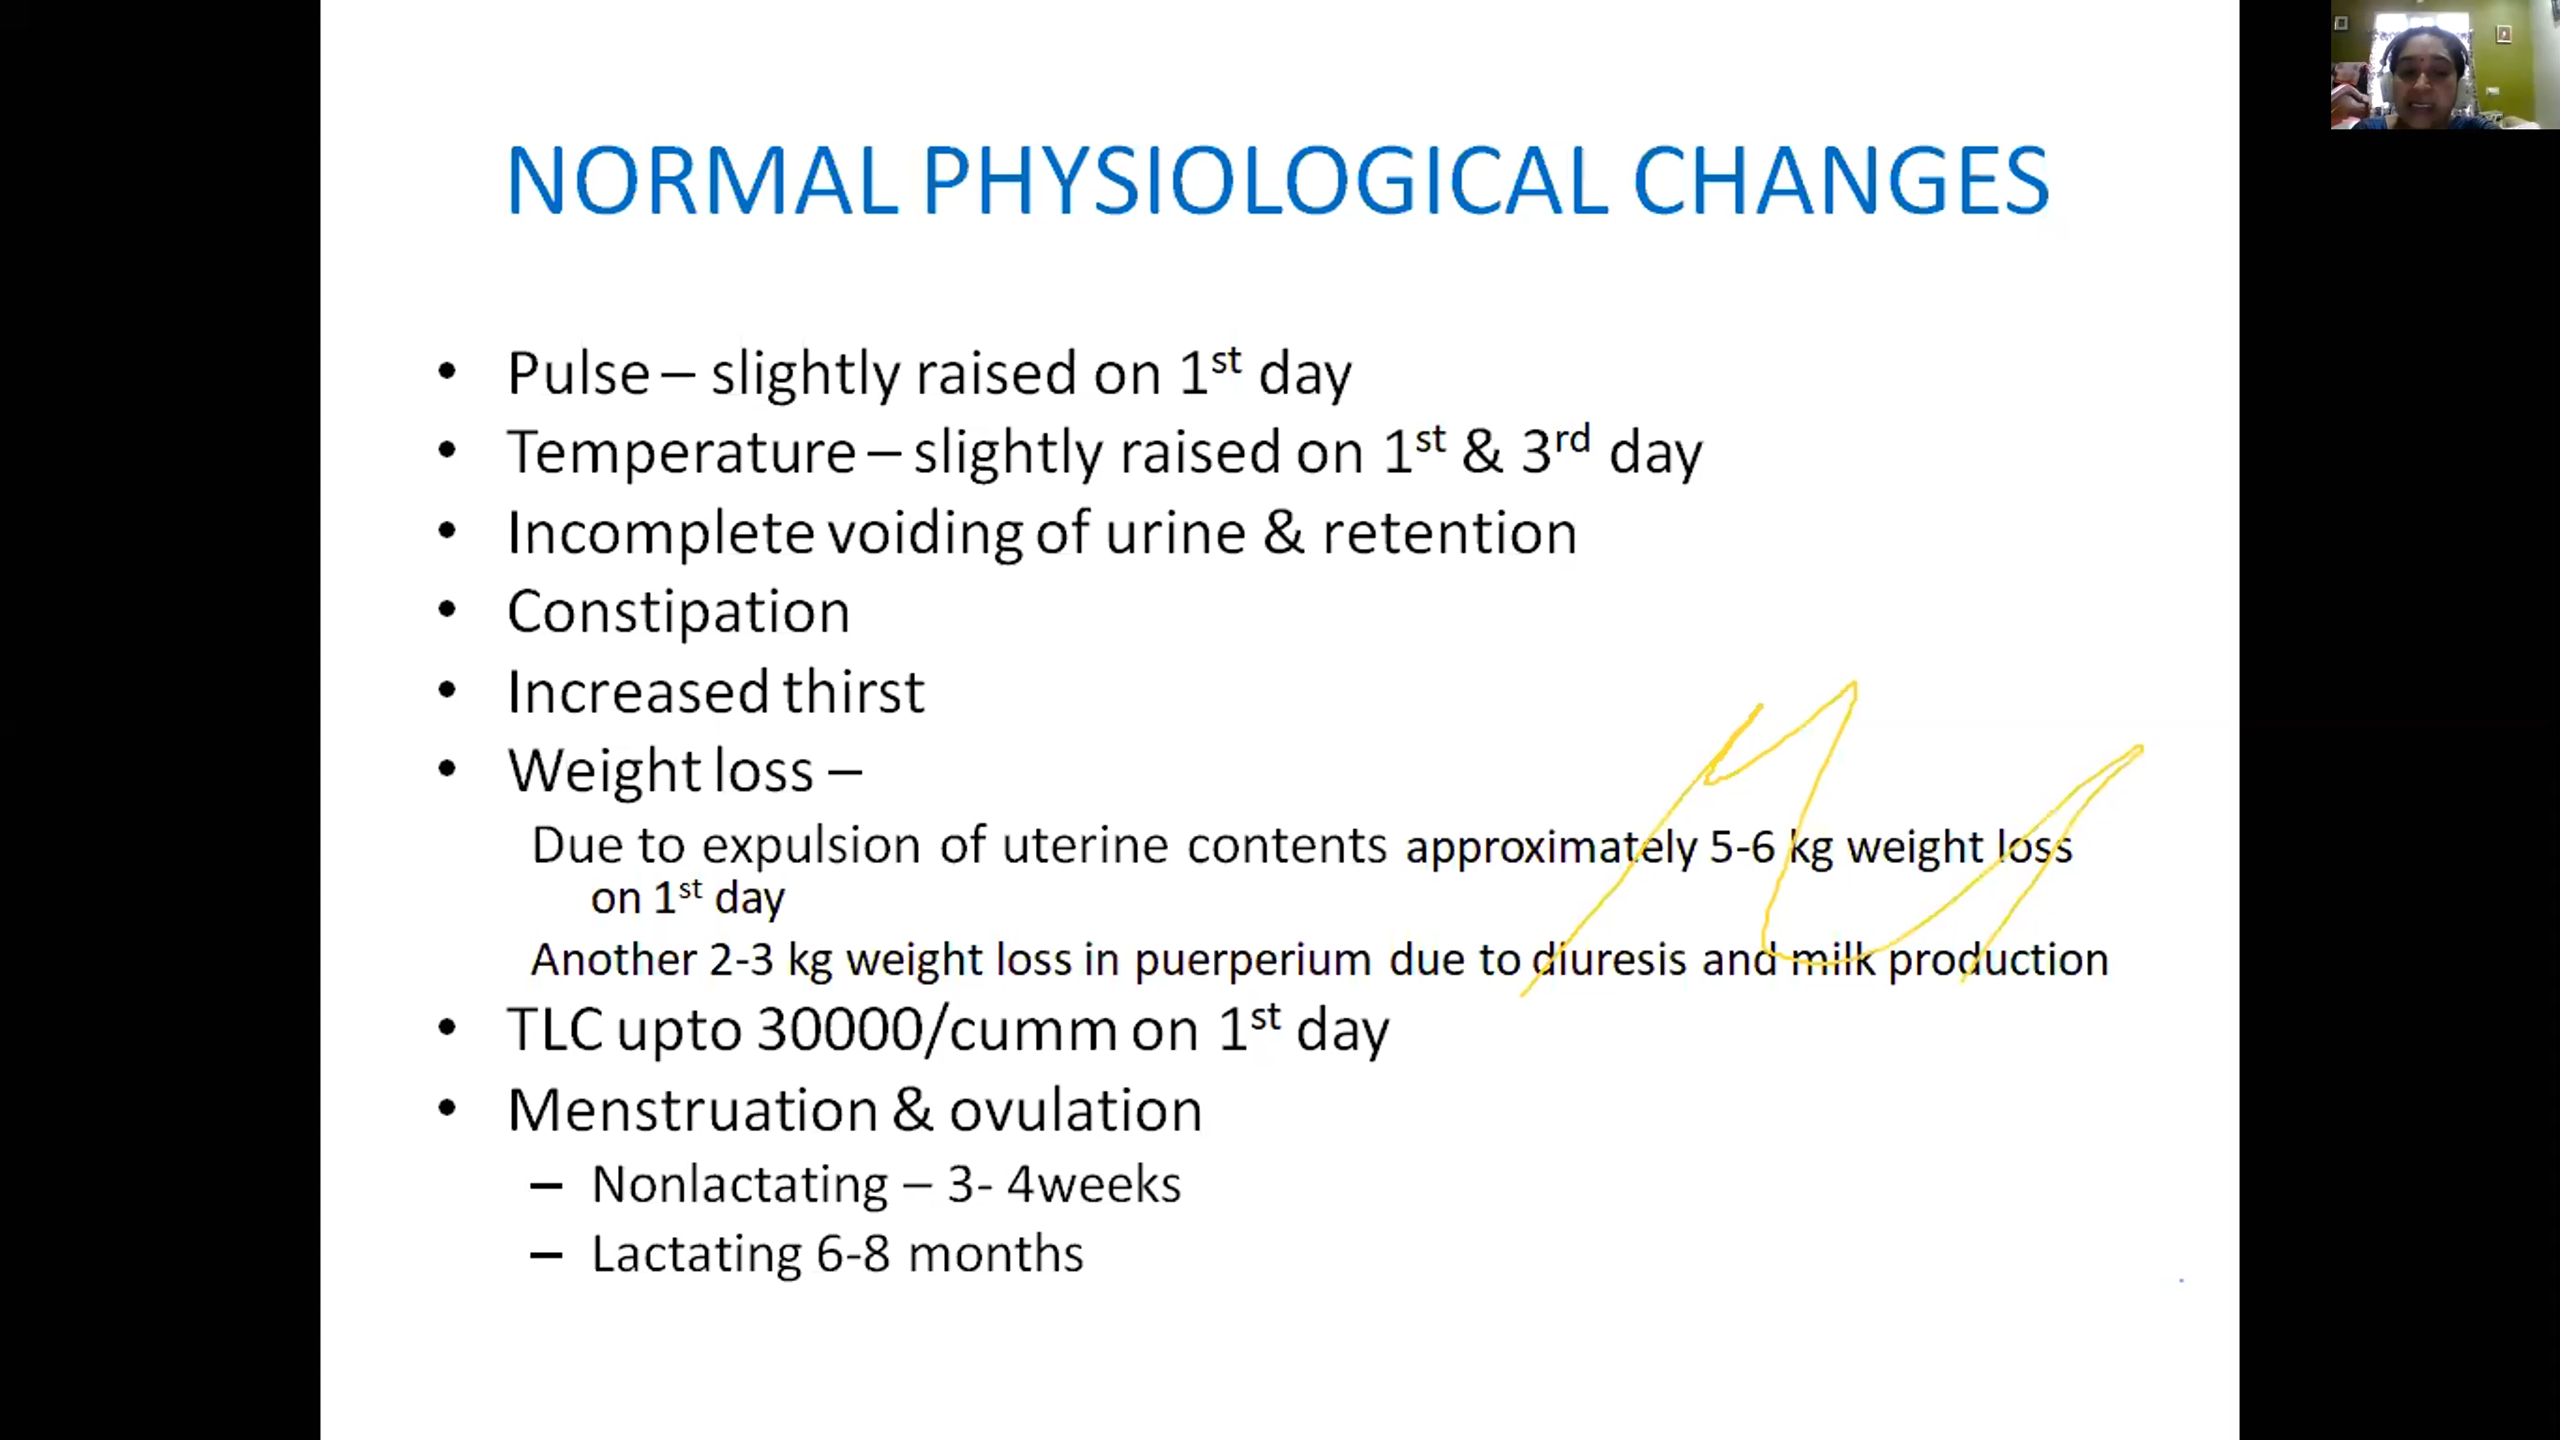 NORMAL PHYSIOLOGICAL CHANGES
• Pulse – slightly raised on 1st day
• Temperature – slightly raised on 1st & 3rd day
• Incomplete voiding of urine & retention
• Constipation
• Increased thirst
• Weight loss –
Due to expulsion of uterine contents approximately 5-6 kg weight loss
on 1st day
Another 2-3 kg weight loss in puerperium due to diuresis and milk production
• TLC upto 30000/cumm on 1st day
• Menstruation & ovulation
– Nonlactating – 3- 4weeks
– Lactating 6-8 months